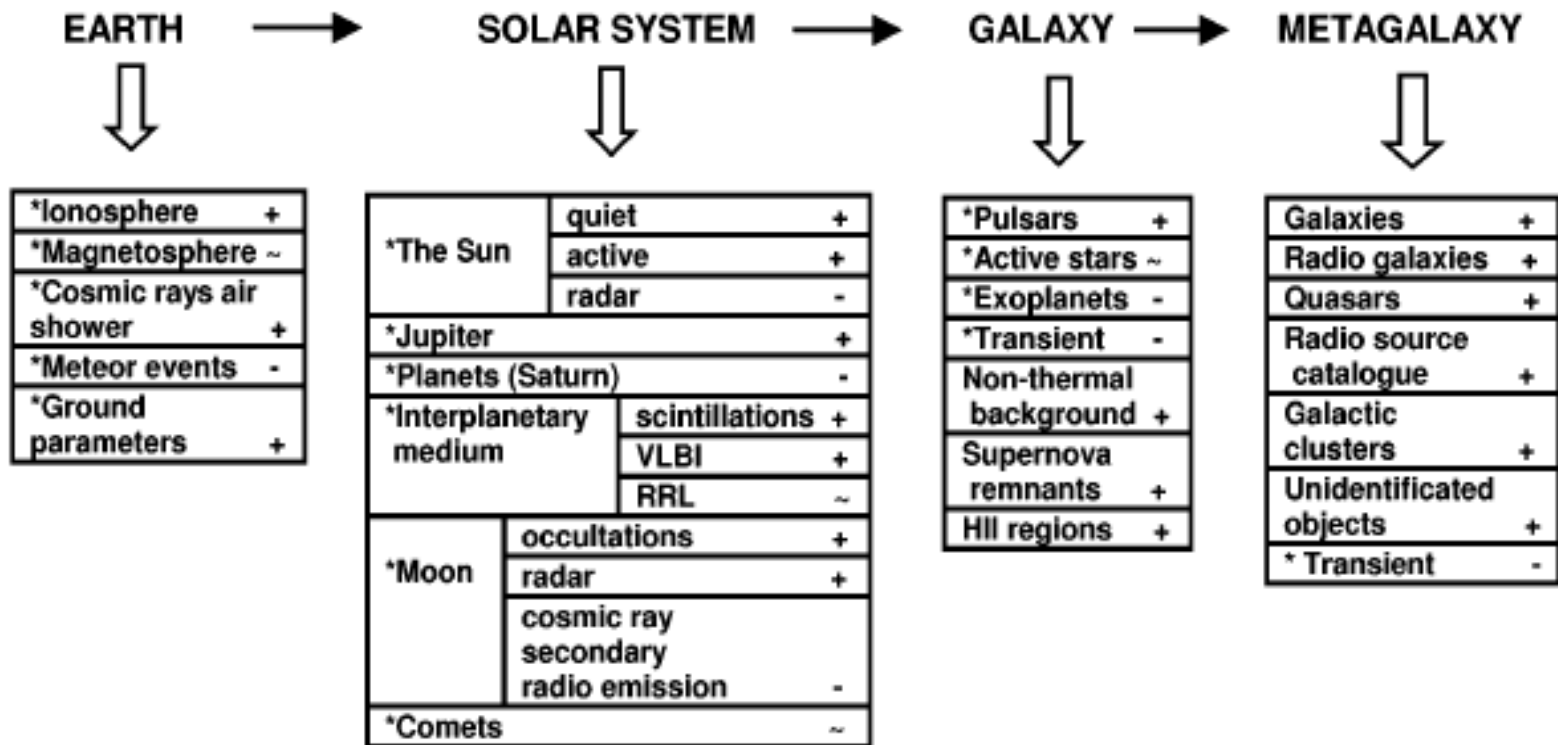 EARTH SOLAR SYSTEM GALAXY METAGALAXY
*Ionosphere +
*Magnetosphere ~
*Cosmic rays air
shower +
*Meteor events -
*Ground
parameters +
*The Sun
quiet +
active +
radar -
*Jupiter +
*Planets (Saturn) -
*Interplanetary
medium
scintillations +
VLBI +
RRL ~
*Moon
occultations +
radar +
cosmic ray
secondary
radio emission -
*Comets ~
*Pulsars +
*Active stars ~
*Exoplanets -
*Transient -
Non-thermal
background +
Supernova
remnants +
HII regions +
Galaxies +
Radio galaxies +
Quasars +
Radio source
catalogue +
Galactic
clusters +
Unidentificated
objects +
* Transient -